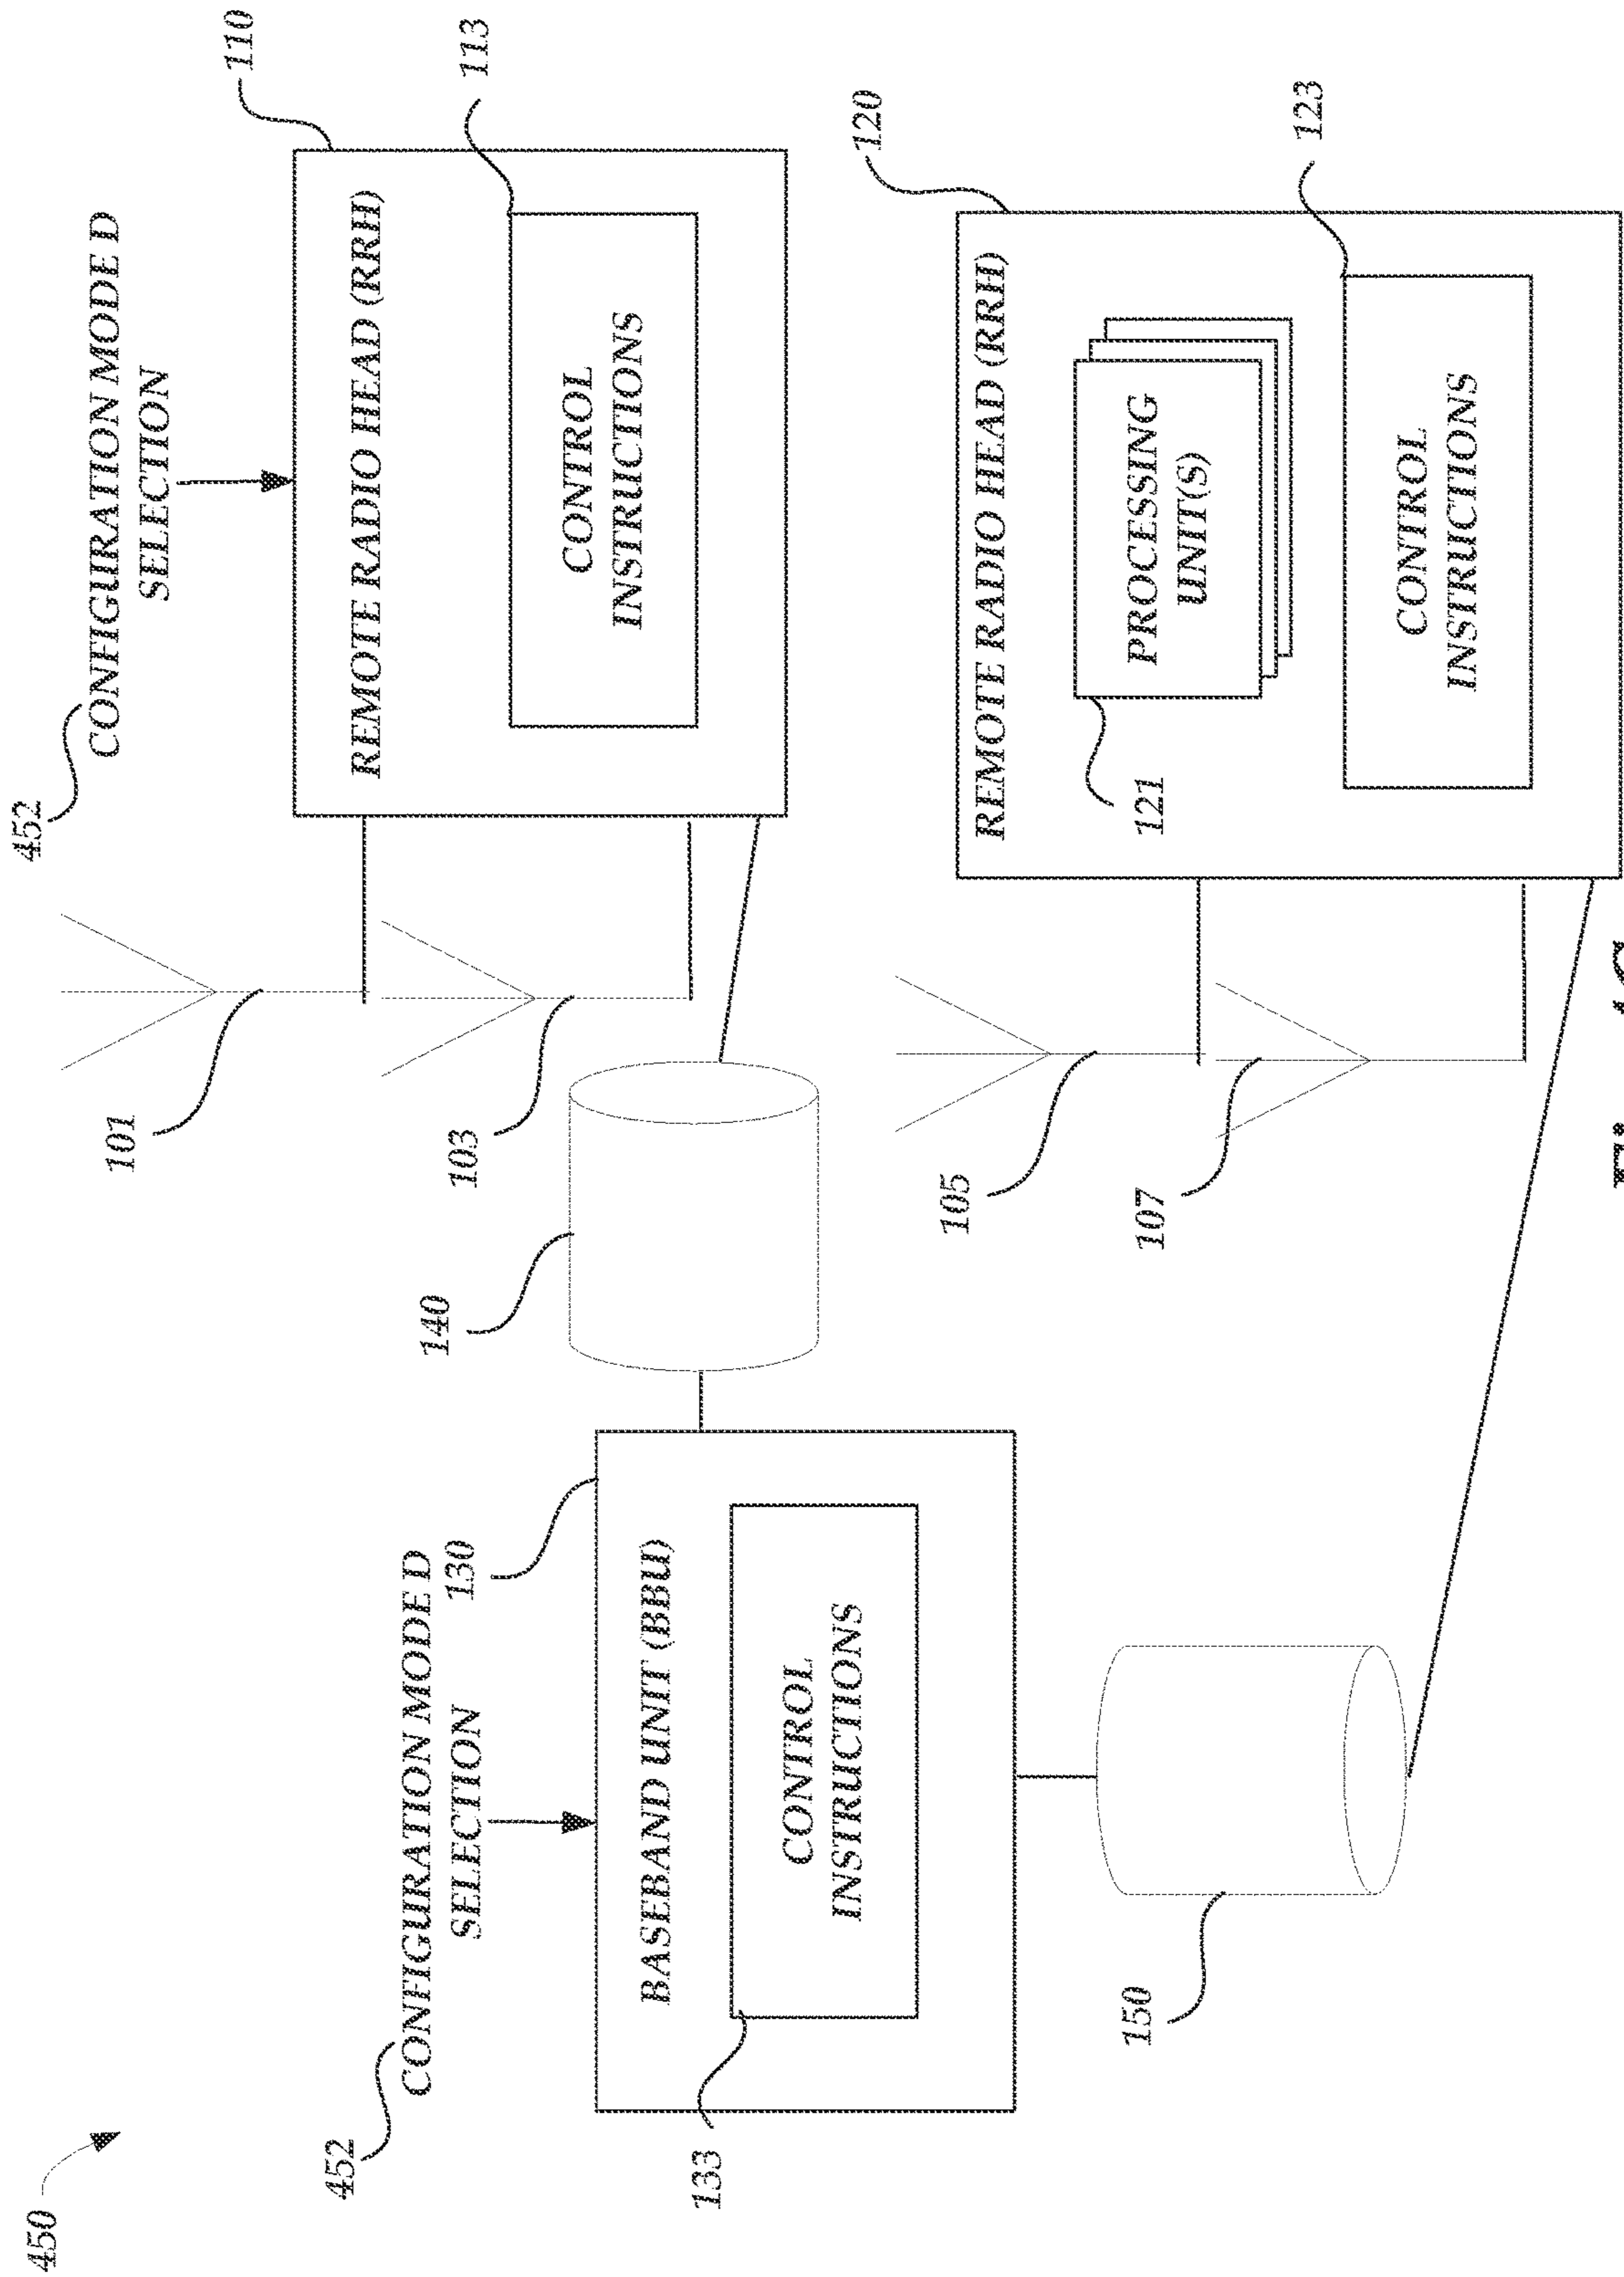 450
452
CONFIGURATION MODE D
SELECTION
130
BASEBAND UNIT (BBU)
CONTROL
INSTRUCTIONS
133
140
150
452
CONFIGURATION MODE D
SELECTION
110
REMOTE RADIO HEAD (RRH)
113
CONTROL
INSTRUCTIONS
101
103
120
REMOTE RADIO HEAD (RRH)
PROCESSING
UNIT(S)
121
123
CONTROL
INSTRUCTIONS
105
107